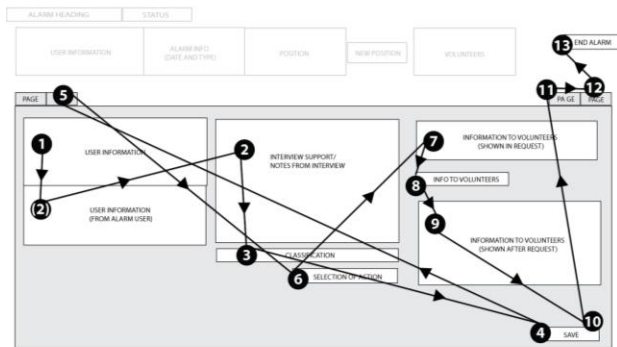 ALARM HEADING
STATUS
USER INFORMATION
ALARM INFO
(DATE AND TYPE)
POSITION
NEW POSITION
VOLUNTEERS
13
END ALARM
PAGE
5
11
12
PAGE
PAGE
1
USER INFORMATION
2
INTERVIEW SUPPORT/
NOTES FROM INTERVIEW
7
INFORMATION TO VOLUNTEERS
(SHOWN IN REQUEST)
8
INFO TO VOLUNTEERS
(2)
USER INFORMATION
(FROM ALARM USER)
9
INFORMATION TO VOLUNTEERS
(SHOWN AFTER REQUEST)
3
CLASSIFICATION
6
SELECTION OF ACTION
4
SAVE
10